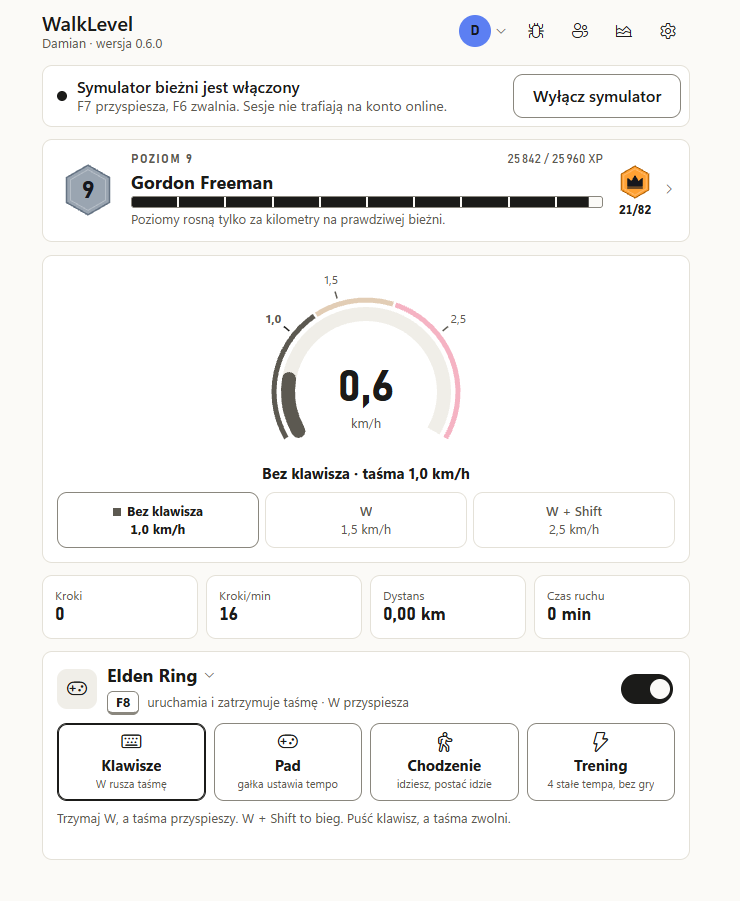 WalkLevel
Damian · wersja 0.6.0
D
Symulator bieżni jest włączony
F7 przyspiesza, F6 zwalnia. Sesje nie trafiają na konto online.
Wyłącz symulator
9
POZIOM 9
25 842 / 25 960 XP
Gordon Freeman
Poziomy rosną tylko za kilometry na prawdziwej bieżni.
21/82
1,5
1,0
2,5
0,6
km/h
Bez klawisza · taśma 1,0 km/h
Bez klawisza
1,0 km/h
W
1,5 km/h
W + Shift
2,5 km/h
Kroki
0
Kroki/min
16
Dystans
0,00 km
Czas ruchu
0 min
Elden Ring
F8 uruchamia i zatrzymuje taśmę · W przyspiesza
Klawisze
W rusza taśmę
Pad
gałka ustawia tempo
Chodzenie
idziesz, postać idzie
Trening
4 stałe tempa, bez gry
Trzymaj W, a taśma przyspieszy. W + Shift to bieg. Puść klawisz, a taśma zwolni.